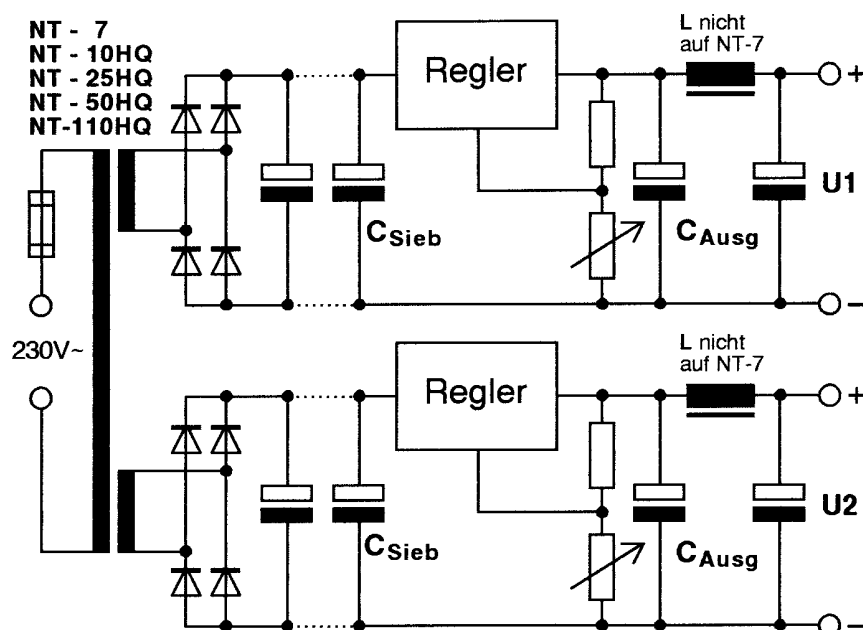 NT - 7
NT - 10HQ
NT - 25HQ
NT - 50HQ
NT-110HQ
Regler
L nicht
auf NT-7
+
U1
CSieb
CAusg
–
230V~
Regler
L nicht
auf NT-7
+
U2
CSieb
CAusg
–